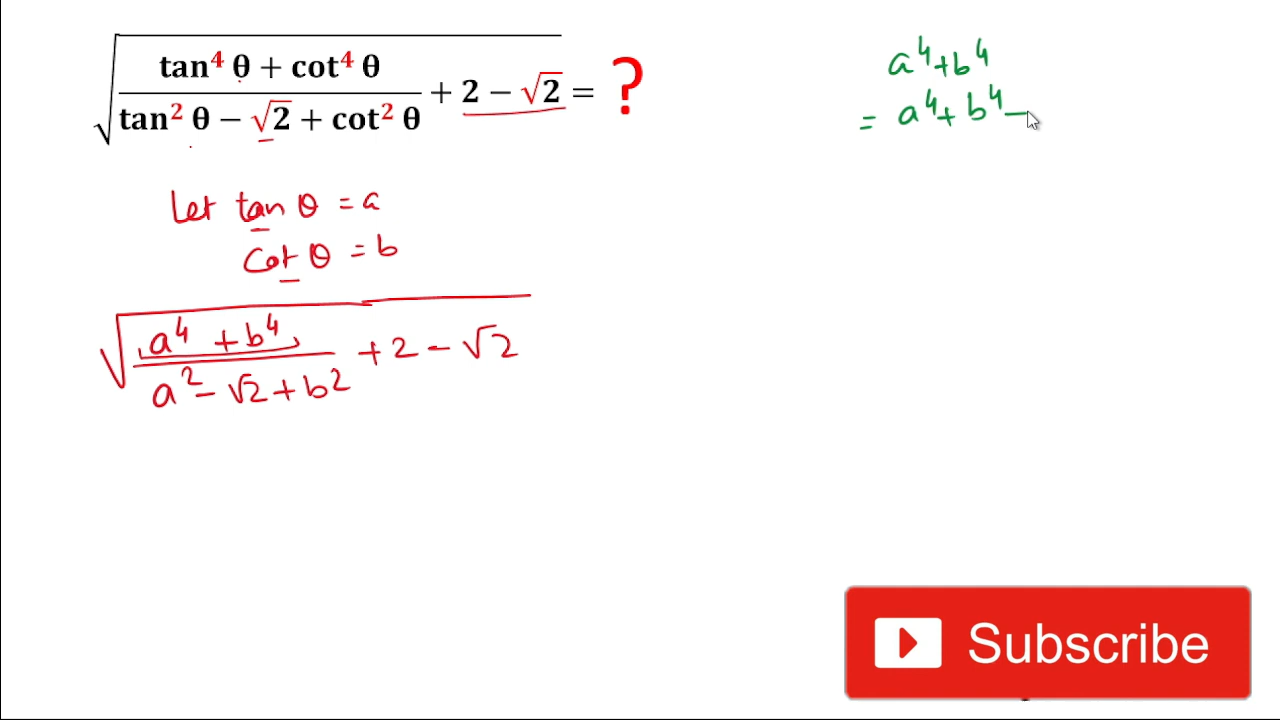 √((tan⁴ θ + cot⁴ θ)/(tan² θ − √2 + cot² θ) + 2 − √2) = ?
Let tan θ = a
Cot θ = b
√((a⁴ + b⁴)/(a² − √2 + b²) + 2 − √2)
a⁴ + b⁴
= a⁴ + b⁴ −
Subscribe